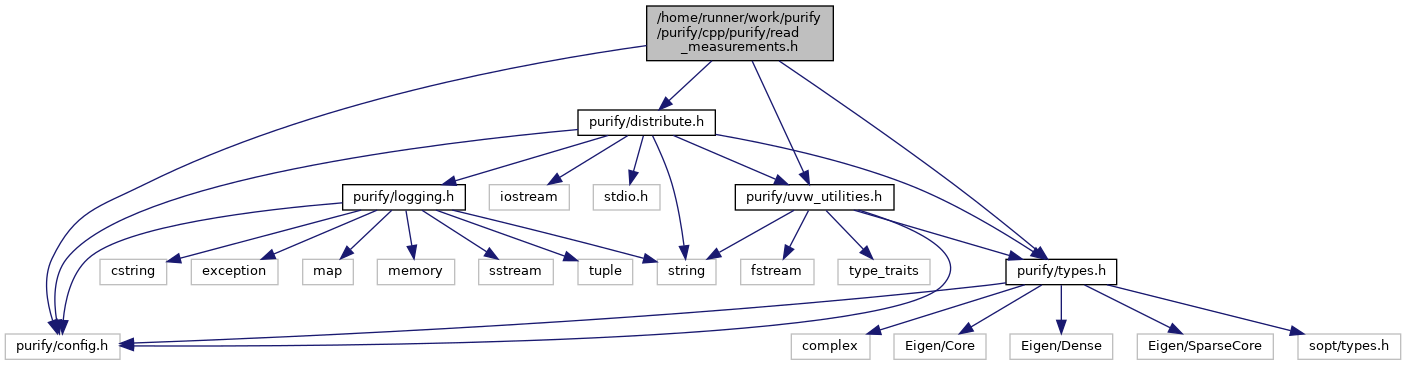 /home/runner/work/purify
/purify/cpp/purify/read
_measurements.h
purify/distribute.h
purify/logging.h
iostream
stdio.h
purify/uvw_utilities.h
cstring
exception
map
memory
sstream
tuple
string
fstream
type_traits
purify/types.h
purify/config.h
complex
Eigen/Core
Eigen/Dense
Eigen/SparseCore
sopt/types.h